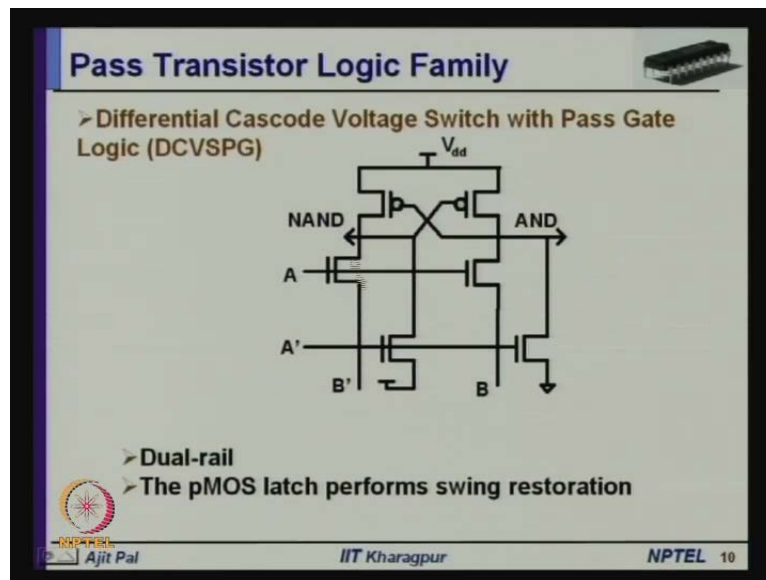 Pass Transistor Logic Family
➢Differential Cascode Voltage Switch with Pass Gate
Logic (DCVSPG)
Vdd
NAND
AND
A
A'
B'
B
➢Dual-rail
➢The pMOS latch performs swing restoration
NPTEL
Ajit Pal
IIT Kharagpur
NPTEL 10